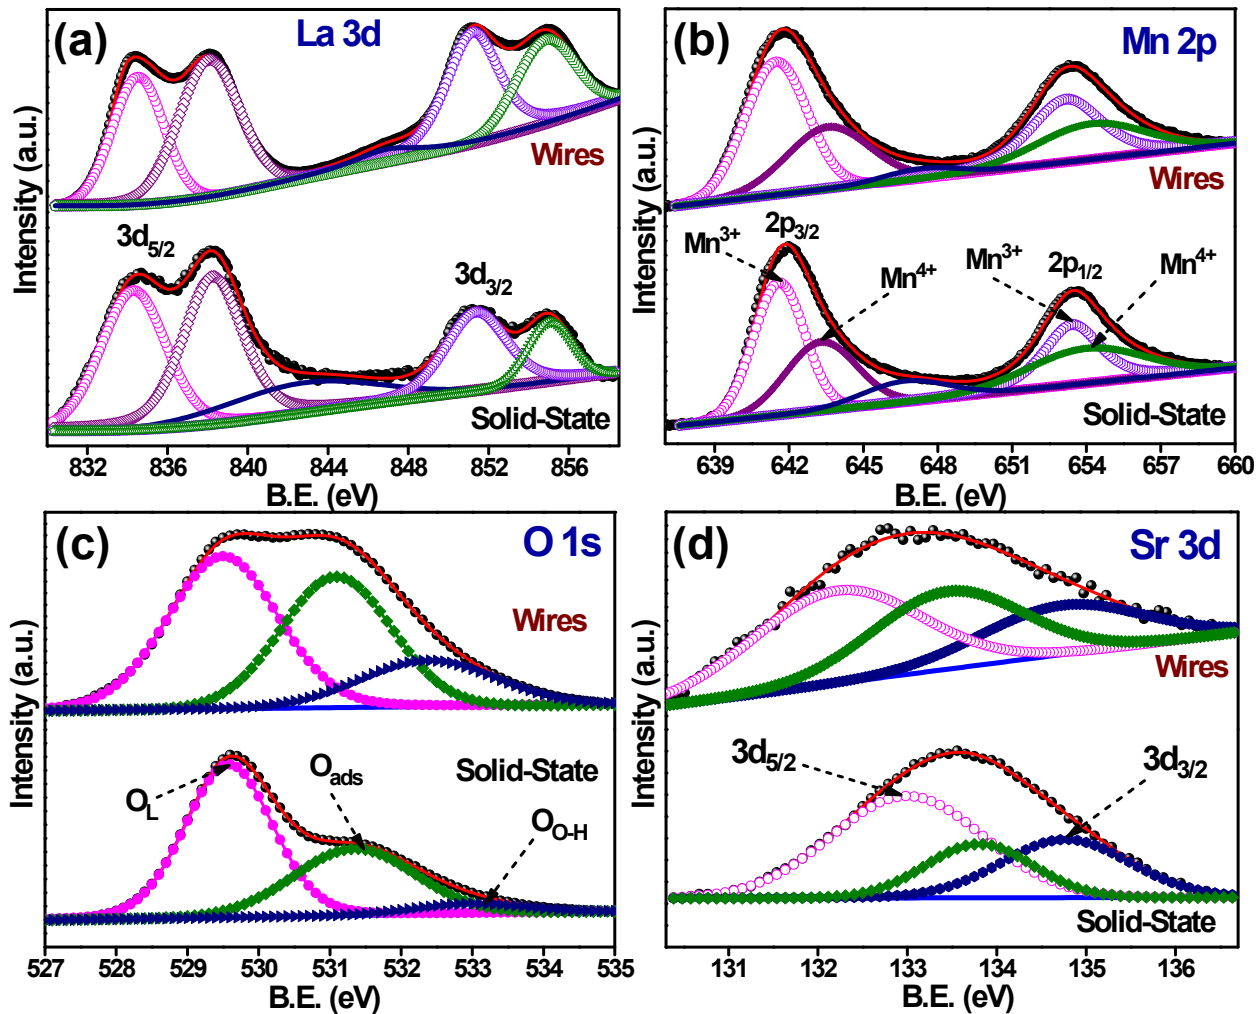 (a)
La 3d
Wires
3d5/2
3d3/2
Solid-State
Intensity (a.u.)
832 836 840 844 848 852 856
B.E. (eV)
(b)
Mn 2p
Wires
Mn3+
2p3/2
Mn4+
Mn3+
2p1/2
Mn4+
Solid-State
Intensity (a.u.)
639 642 645 648 651 654 657 660
B.E. (eV)
(c)
O 1s
Wires
Solid-State
OL
Oads
OO-H
Intensity (a.u.)
527 528 529 530 531 532 533 534 535
B.E. (eV)
(d)
Sr 3d
Wires
3d5/2
3d3/2
Solid-State
Intensity (a.u.)
131 132 133 134 135 136
B.E. (eV)